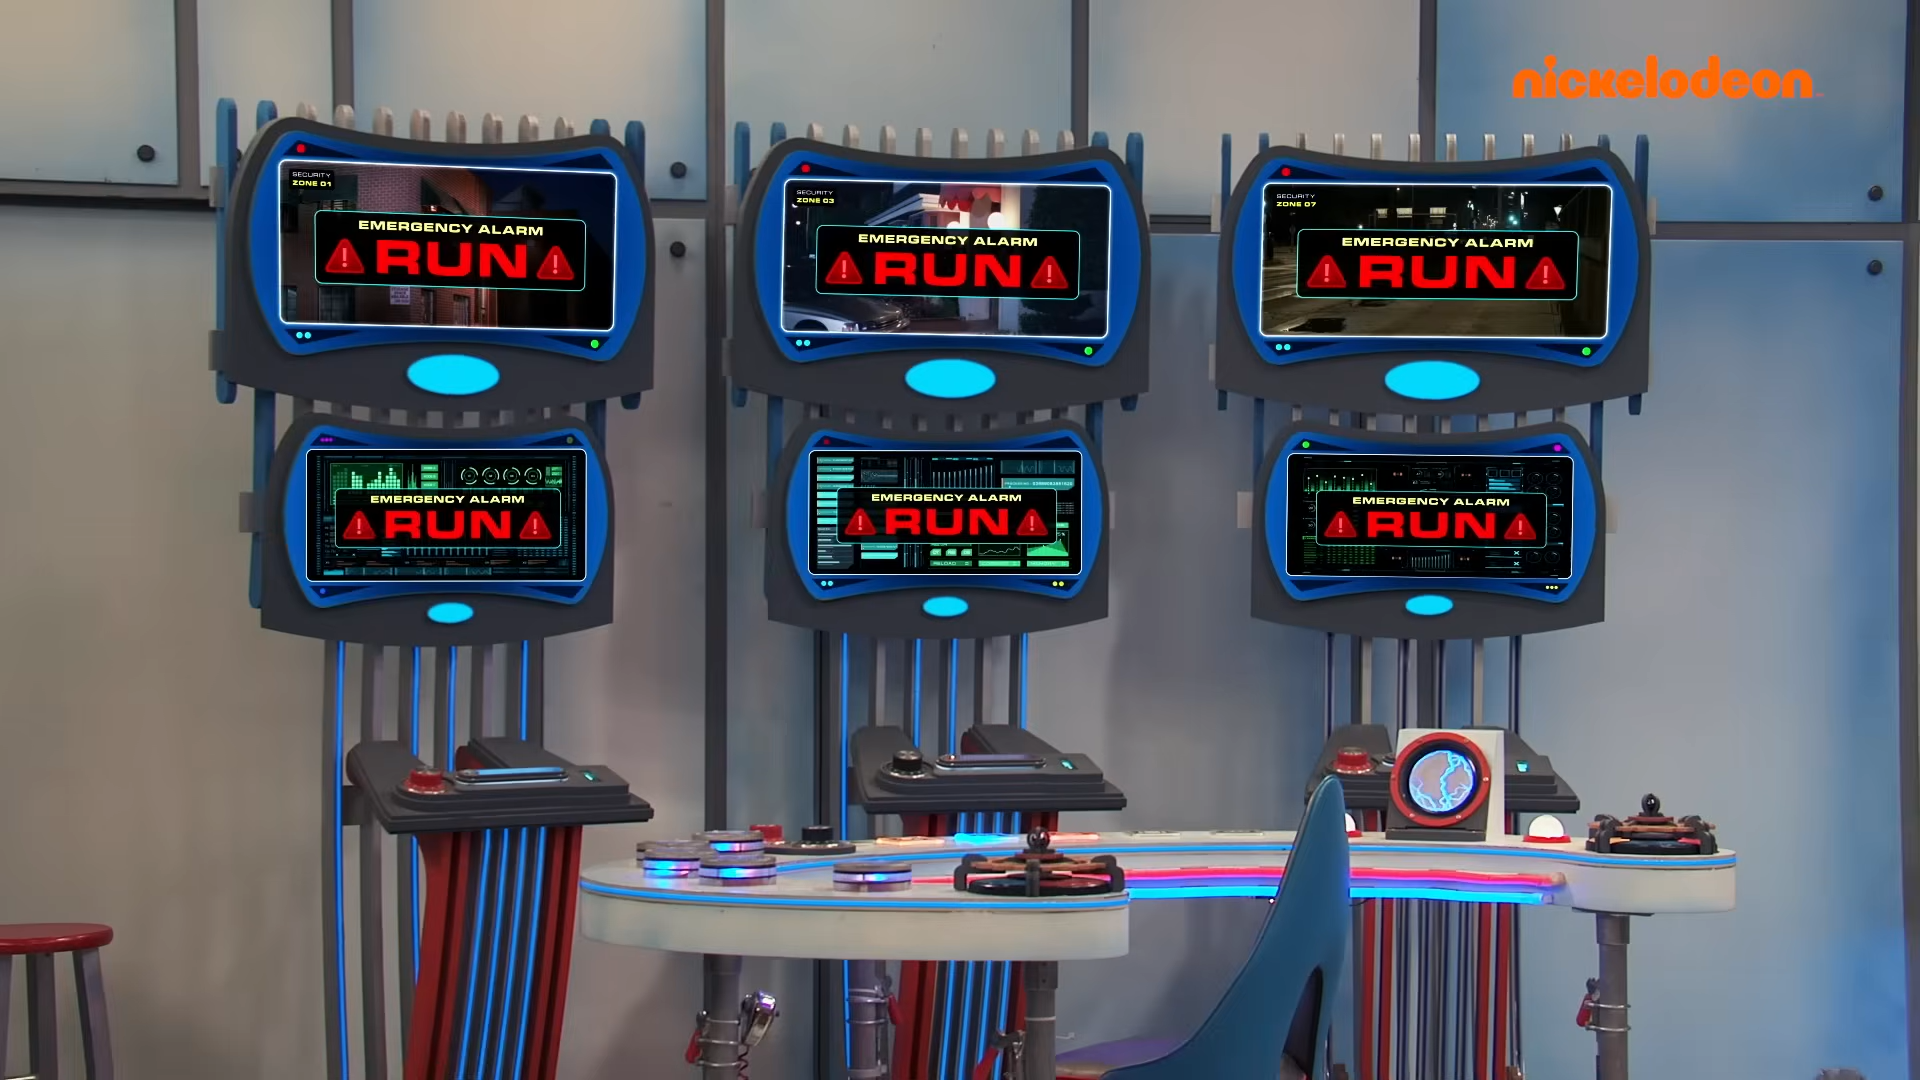 nickelodeon
SECURITY
ZONE 01
EMERGENCY ALARM
RUN
SECURITY
ZONE 03
EMERGENCY ALARM
RUN
SECURITY
ZONE 07
EMERGENCY ALARM
RUN
EMERGENCY ALARM
RUN
EMERGENCY ALARM
RUN
RELOAD
EMERGENCY ALARM
RUN